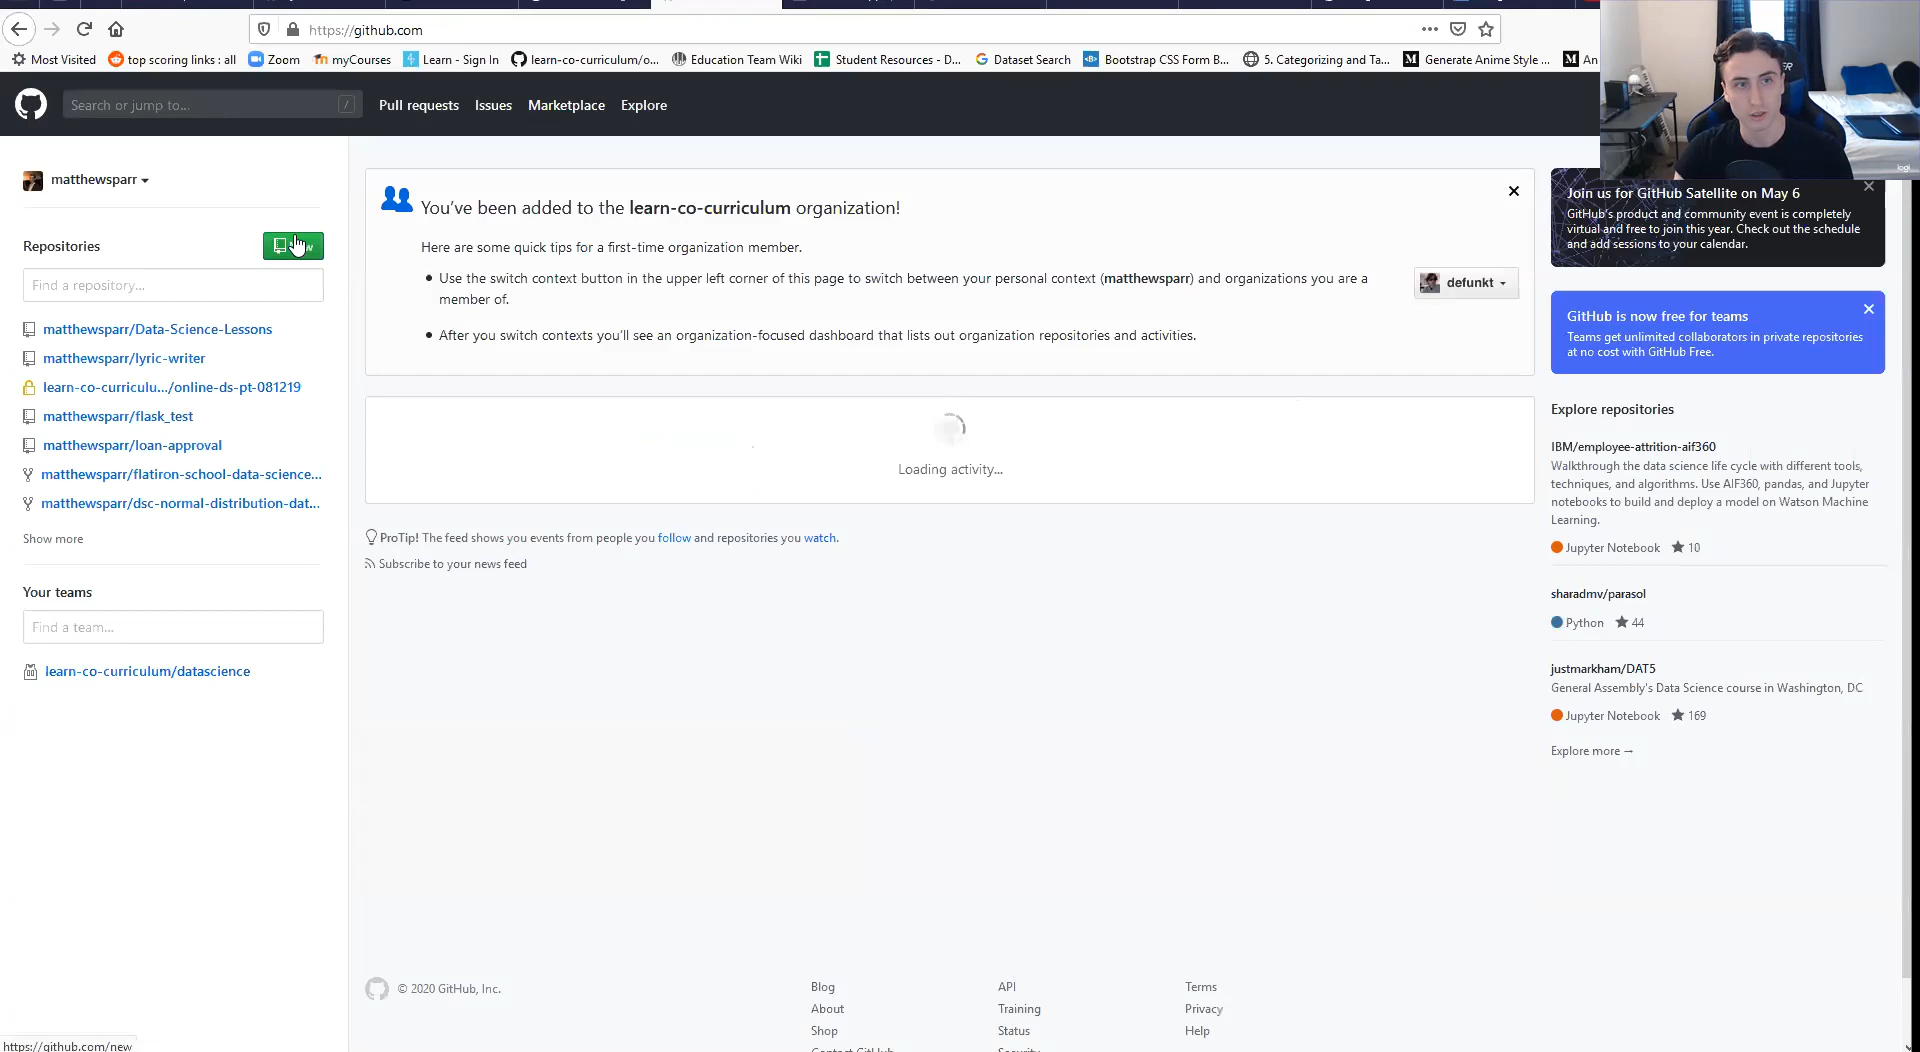 https://github.com
Most Visited
top scoring links : all
Zoom
myCourses
Learn - Sign In
learn-co-curriculum/o...
Education Team Wiki
Student Resources - D...
Dataset Search
Bootstrap CSS Form B...
5. Categorizing and Ta...
Generate Anime Style ...
An
Search or jump to...
/
Pull requests
Issues
Marketplace
Explore
logi
matthewsparr
Repositories
Find a repository...
matthewsparr/Data-Science-Lessons
matthewsparr/lyric-writer
learn-co-curriculu.../online-ds-pt-081219
matthewsparr/flask_test
matthewsparr/loan-approval
matthewsparr/flatiron-school-data-science...
matthewsparr/dsc-normal-distribution-dat...
Show more
Your teams
Find a team...
learn-co-curriculum/datascience
You've been added to the learn-co-curriculum organization!
Here are some quick tips for a first-time organization member.
Use the switch context button in the upper left corner of this page to switch between your personal context (matthewsparr) and organizations you are a
member of.
defunkt
After you switch contexts you'll see an organization-focused dashboard that lists out organization repositories and activities.
Loading activity...
ProTip! The feed shows you events from people you follow and repositories you watch.
Subscribe to your news feed
Join us for GitHub Satellite on May 6
GitHub's product and community event is completely
virtual and free to join this year. Check out the schedule
and add sessions to your calendar.
GitHub is now free for teams
Teams get unlimited collaborators in private repositories
at no cost with GitHub Free.
Explore repositories
IBM/employee-attrition-aif360
Walkthrough the data science life cycle with different tools,
techniques, and algorithms. Use AIF360, pandas, and Jupyter
notebooks to build and deploy a model on Watson Machine
Learning.
Jupyter Notebook 10
sharadmv/parasol
Python 44
justmarkham/DAT5
General Assembly's Data Science course in Washington, DC
Jupyter Notebook 169
Explore more →
© 2020 GitHub, Inc.
Blog
About
Shop
Contact GitHub
API
Training
Status
Security
Terms
Privacy
Help
https://github.com/new